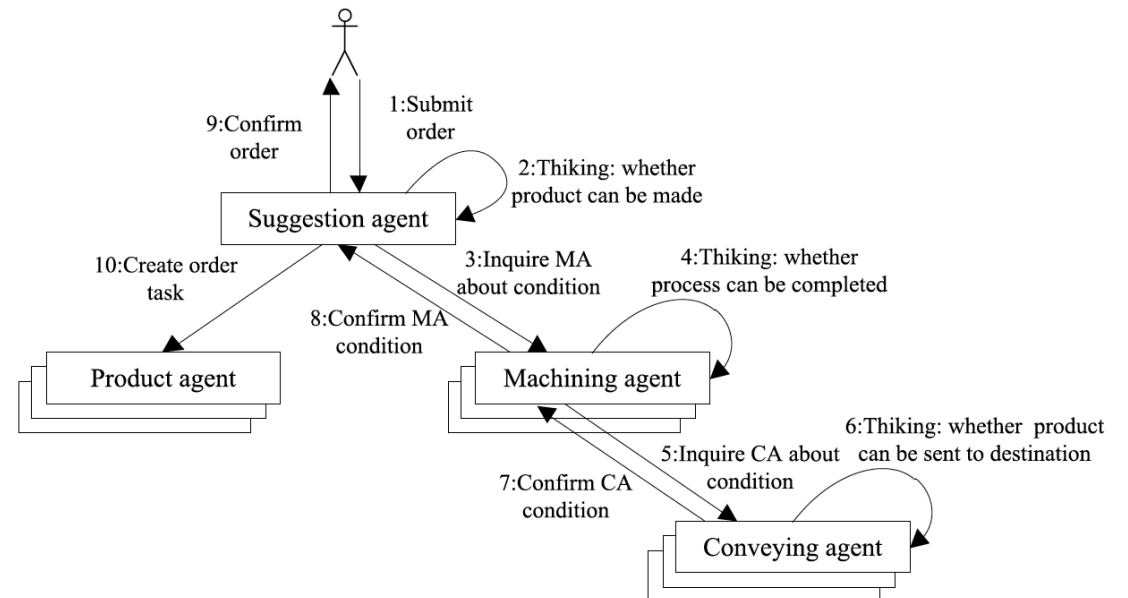 1:Submit
order
9:Confirm
order
2:Thiking: whether
product can be made
Suggestion agent
10:Create order
task
3:Inquire MA
about condition
4:Thiking: whether
process can be completed
8:Confirm MA
condition
Product agent
Machining agent
5:Inquire CA about
condition
6:Thiking: whether product
can be sent to destination
7:Confirm CA
condition
Conveying agent